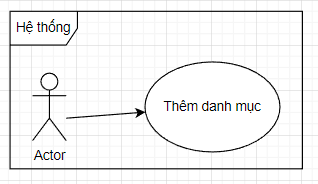 Hệ thống
Thêm danh mục
Actor